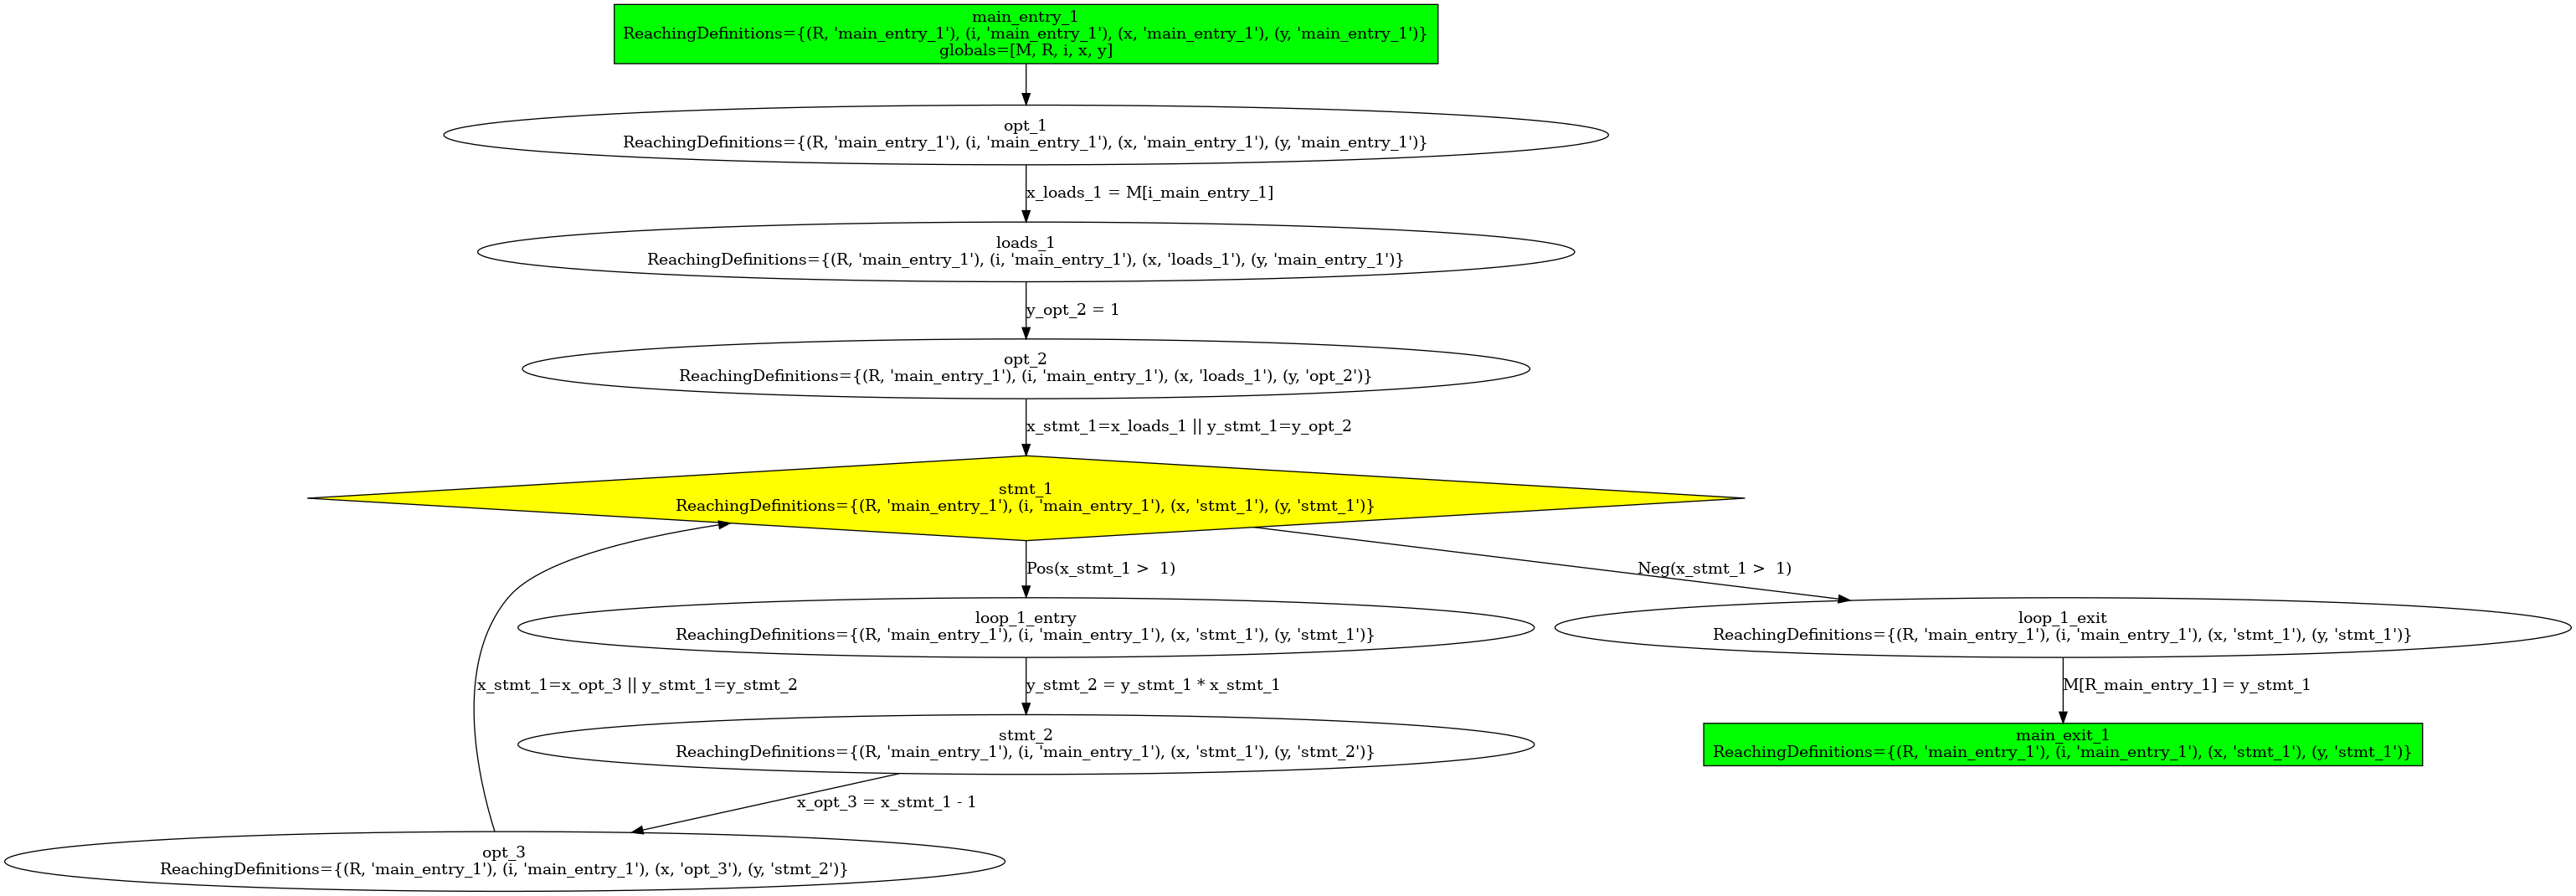 main_entry_1
ReachingDefinitions={(R, 'main_entry_1'), (i, 'main_entry_1'), (x, 'main_entry_1'), (y, 'main_entry_1')}
globals=[M, R, i, x, y]
opt_1
ReachingDefinitions={(R, 'main_entry_1'), (i, 'main_entry_1'), (x, 'main_entry_1'), (y, 'main_entry_1')}
x_loads_1 = M[i_main_entry_1]
loads_1
ReachingDefinitions={(R, 'main_entry_1'), (i, 'main_entry_1'), (x, 'loads_1'), (y, 'main_entry_1')}
y_opt_2 = 1
opt_2
ReachingDefinitions={(R, 'main_entry_1'), (i, 'main_entry_1'), (x, 'loads_1'), (y, 'opt_2')}
x_stmt_1=x_loads_1 || y_stmt_1=y_opt_2
stmt_1
ReachingDefinitions={(R, 'main_entry_1'), (i, 'main_entry_1'), (x, 'stmt_1'), (y, 'stmt_1')}
Pos(x_stmt_1 >  1)
Neg(x_stmt_1 >  1)
loop_1_entry
ReachingDefinitions={(R, 'main_entry_1'), (i, 'main_entry_1'), (x, 'stmt_1'), (y, 'stmt_1')}
loop_1_exit
ReachingDefinitions={(R, 'main_entry_1'), (i, 'main_entry_1'), (x, 'stmt_1'), (y, 'stmt_1')}
x_stmt_1=x_opt_3 || y_stmt_1=y_stmt_2
y_stmt_2 = y_stmt_1 * x_stmt_1
M[R_main_entry_1] = y_stmt_1
stmt_2
ReachingDefinitions={(R, 'main_entry_1'), (i, 'main_entry_1'), (x, 'stmt_1'), (y, 'stmt_2')}
main_exit_1
ReachingDefinitions={(R, 'main_entry_1'), (i, 'main_entry_1'), (x, 'stmt_1'), (y, 'stmt_1')}
x_opt_3 = x_stmt_1 - 1
opt_3
ReachingDefinitions={(R, 'main_entry_1'), (i, 'main_entry_1'), (x, 'opt_3'), (y, 'stmt_2')}